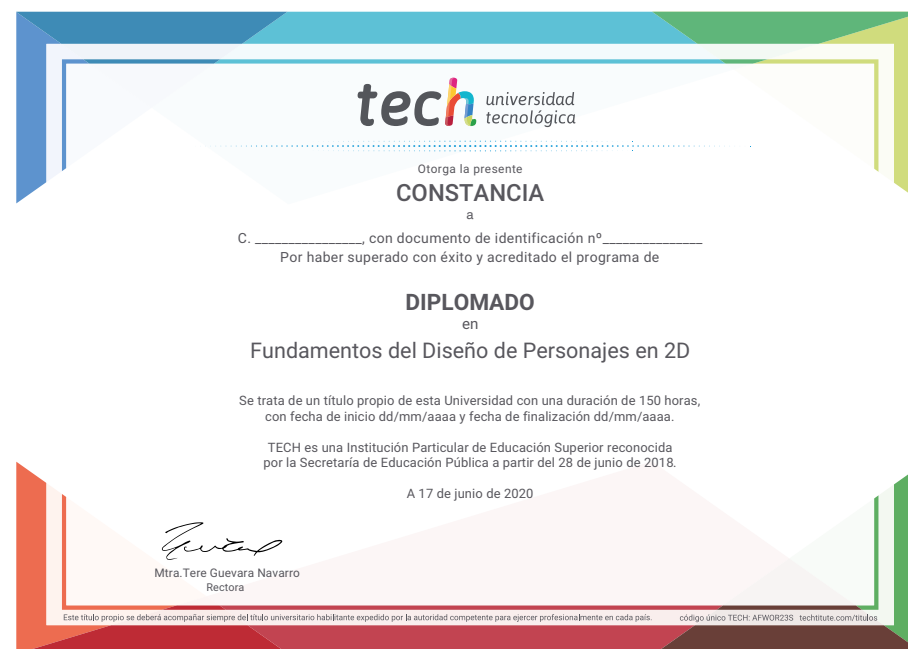 tech universidad
tecnológica
Otorga la presente
CONSTANCIA
a
C. ________________, con documento de identificación nº_______________
Por haber superado con éxito y acreditado el programa de
DIPLOMADO
en
Fundamentos del Diseño de Personajes en 2D
Se trata de un título propio de esta Universidad con una duración de 150 horas,
con fecha de inicio dd/mm/aaaa y fecha de finalización dd/mm/aaaa.
TECH es una Institución Particular de Educación Superior reconocida
por la Secretaría de Educación Pública a partir del 28 de junio de 2018.
A 17 de junio de 2020
Mtra.Tere Guevara Navarro
Rectora
Este título propio se deberá acompañar siempre del título universitario habilitante expedido por la autoridad competente para ejercer profesionalmente en cada país. código único TECH: AFWOR23S techtitute.com/titulos